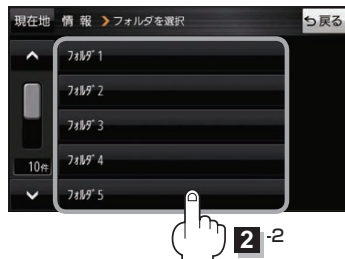 現在地 情 報 ❯ フォルダを選択 戻る
ﾌｫﾙﾀﾞ 1
ﾌｫﾙﾀﾞ 2
ﾌｫﾙﾀﾞ 3
ﾌｫﾙﾀﾞ 4
10件
ﾌｫﾙﾀﾞ 5
2 -2